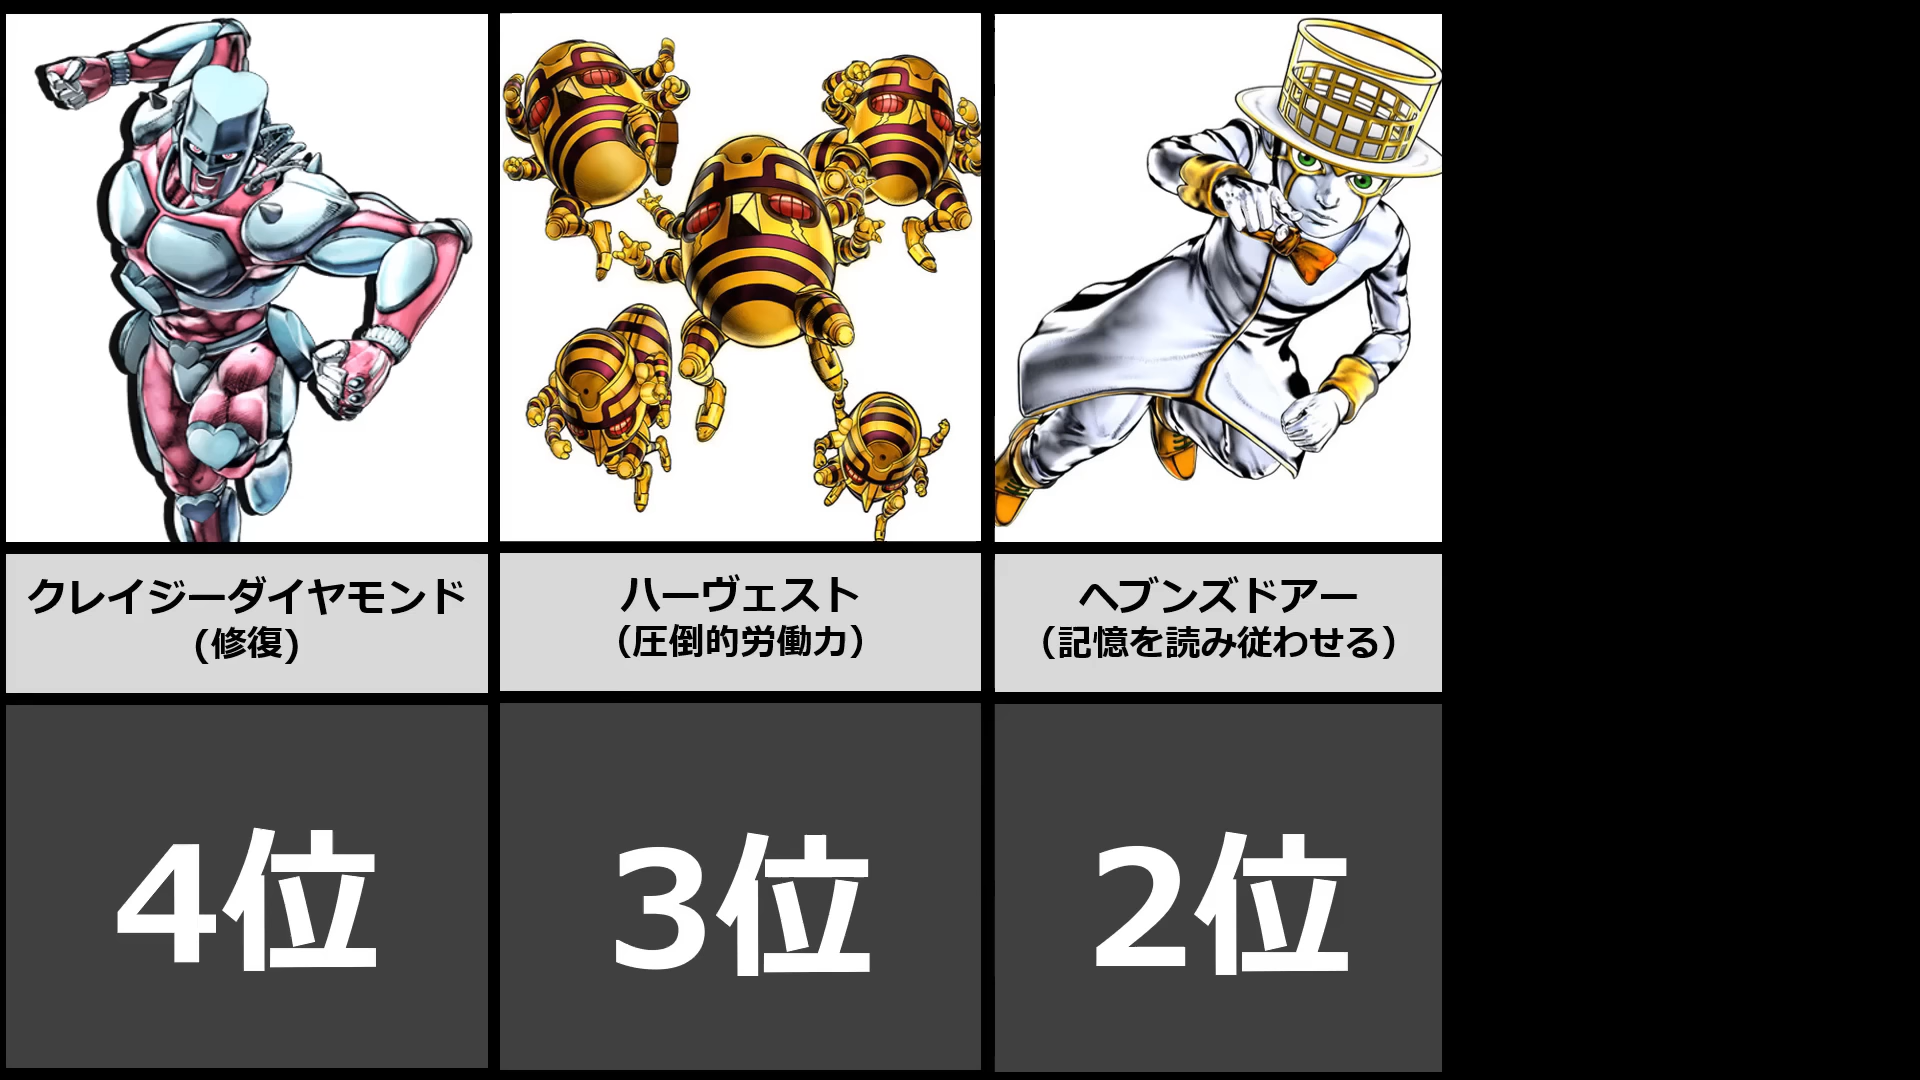 クレイジーダイヤモンド
(修復)
ハーヴェスト
（圧倒的労働力）
ヘブンズドアー
（記憶を読み従わせる）
4位
3位
2位